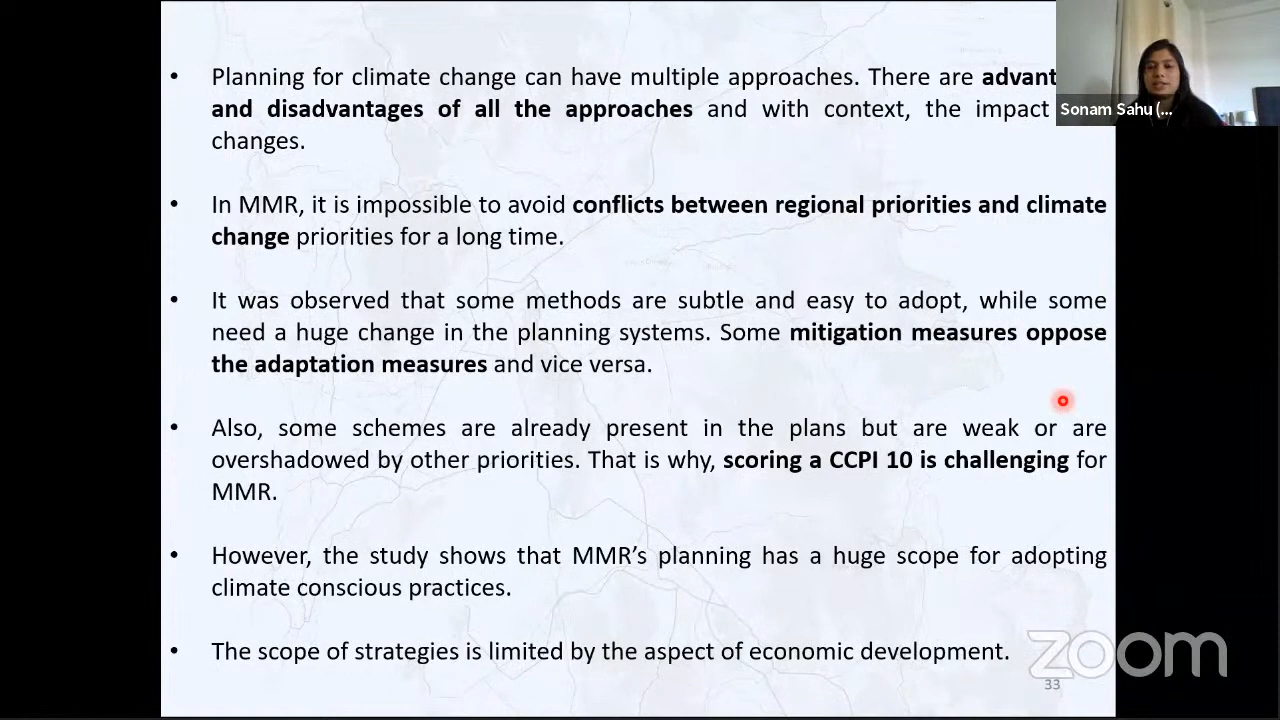 • Planning for climate change can have multiple approaches. There are
and disadvantages of all the approaches and with context, the impact
changes.
• In MMR, it is impossible to avoid conflicts between regional priorities and climate
change priorities for a long time.
• It was observed that some methods are subtle and easy to adopt, while some
need a huge change in the planning systems. Some mitigation measures oppose
the adaptation measures and vice versa.
• Also, some schemes are already present in the plans but are weak or are
overshadowed by other priorities. That is why, scoring a CCPI 10 is challenging for
MMR.
• However, the study shows that MMR's planning has a huge scope for adopting
climate conscious practices.
• The scope of strategies is limited by the aspect of economic development.
33
Sonam Sahu (...
zoom